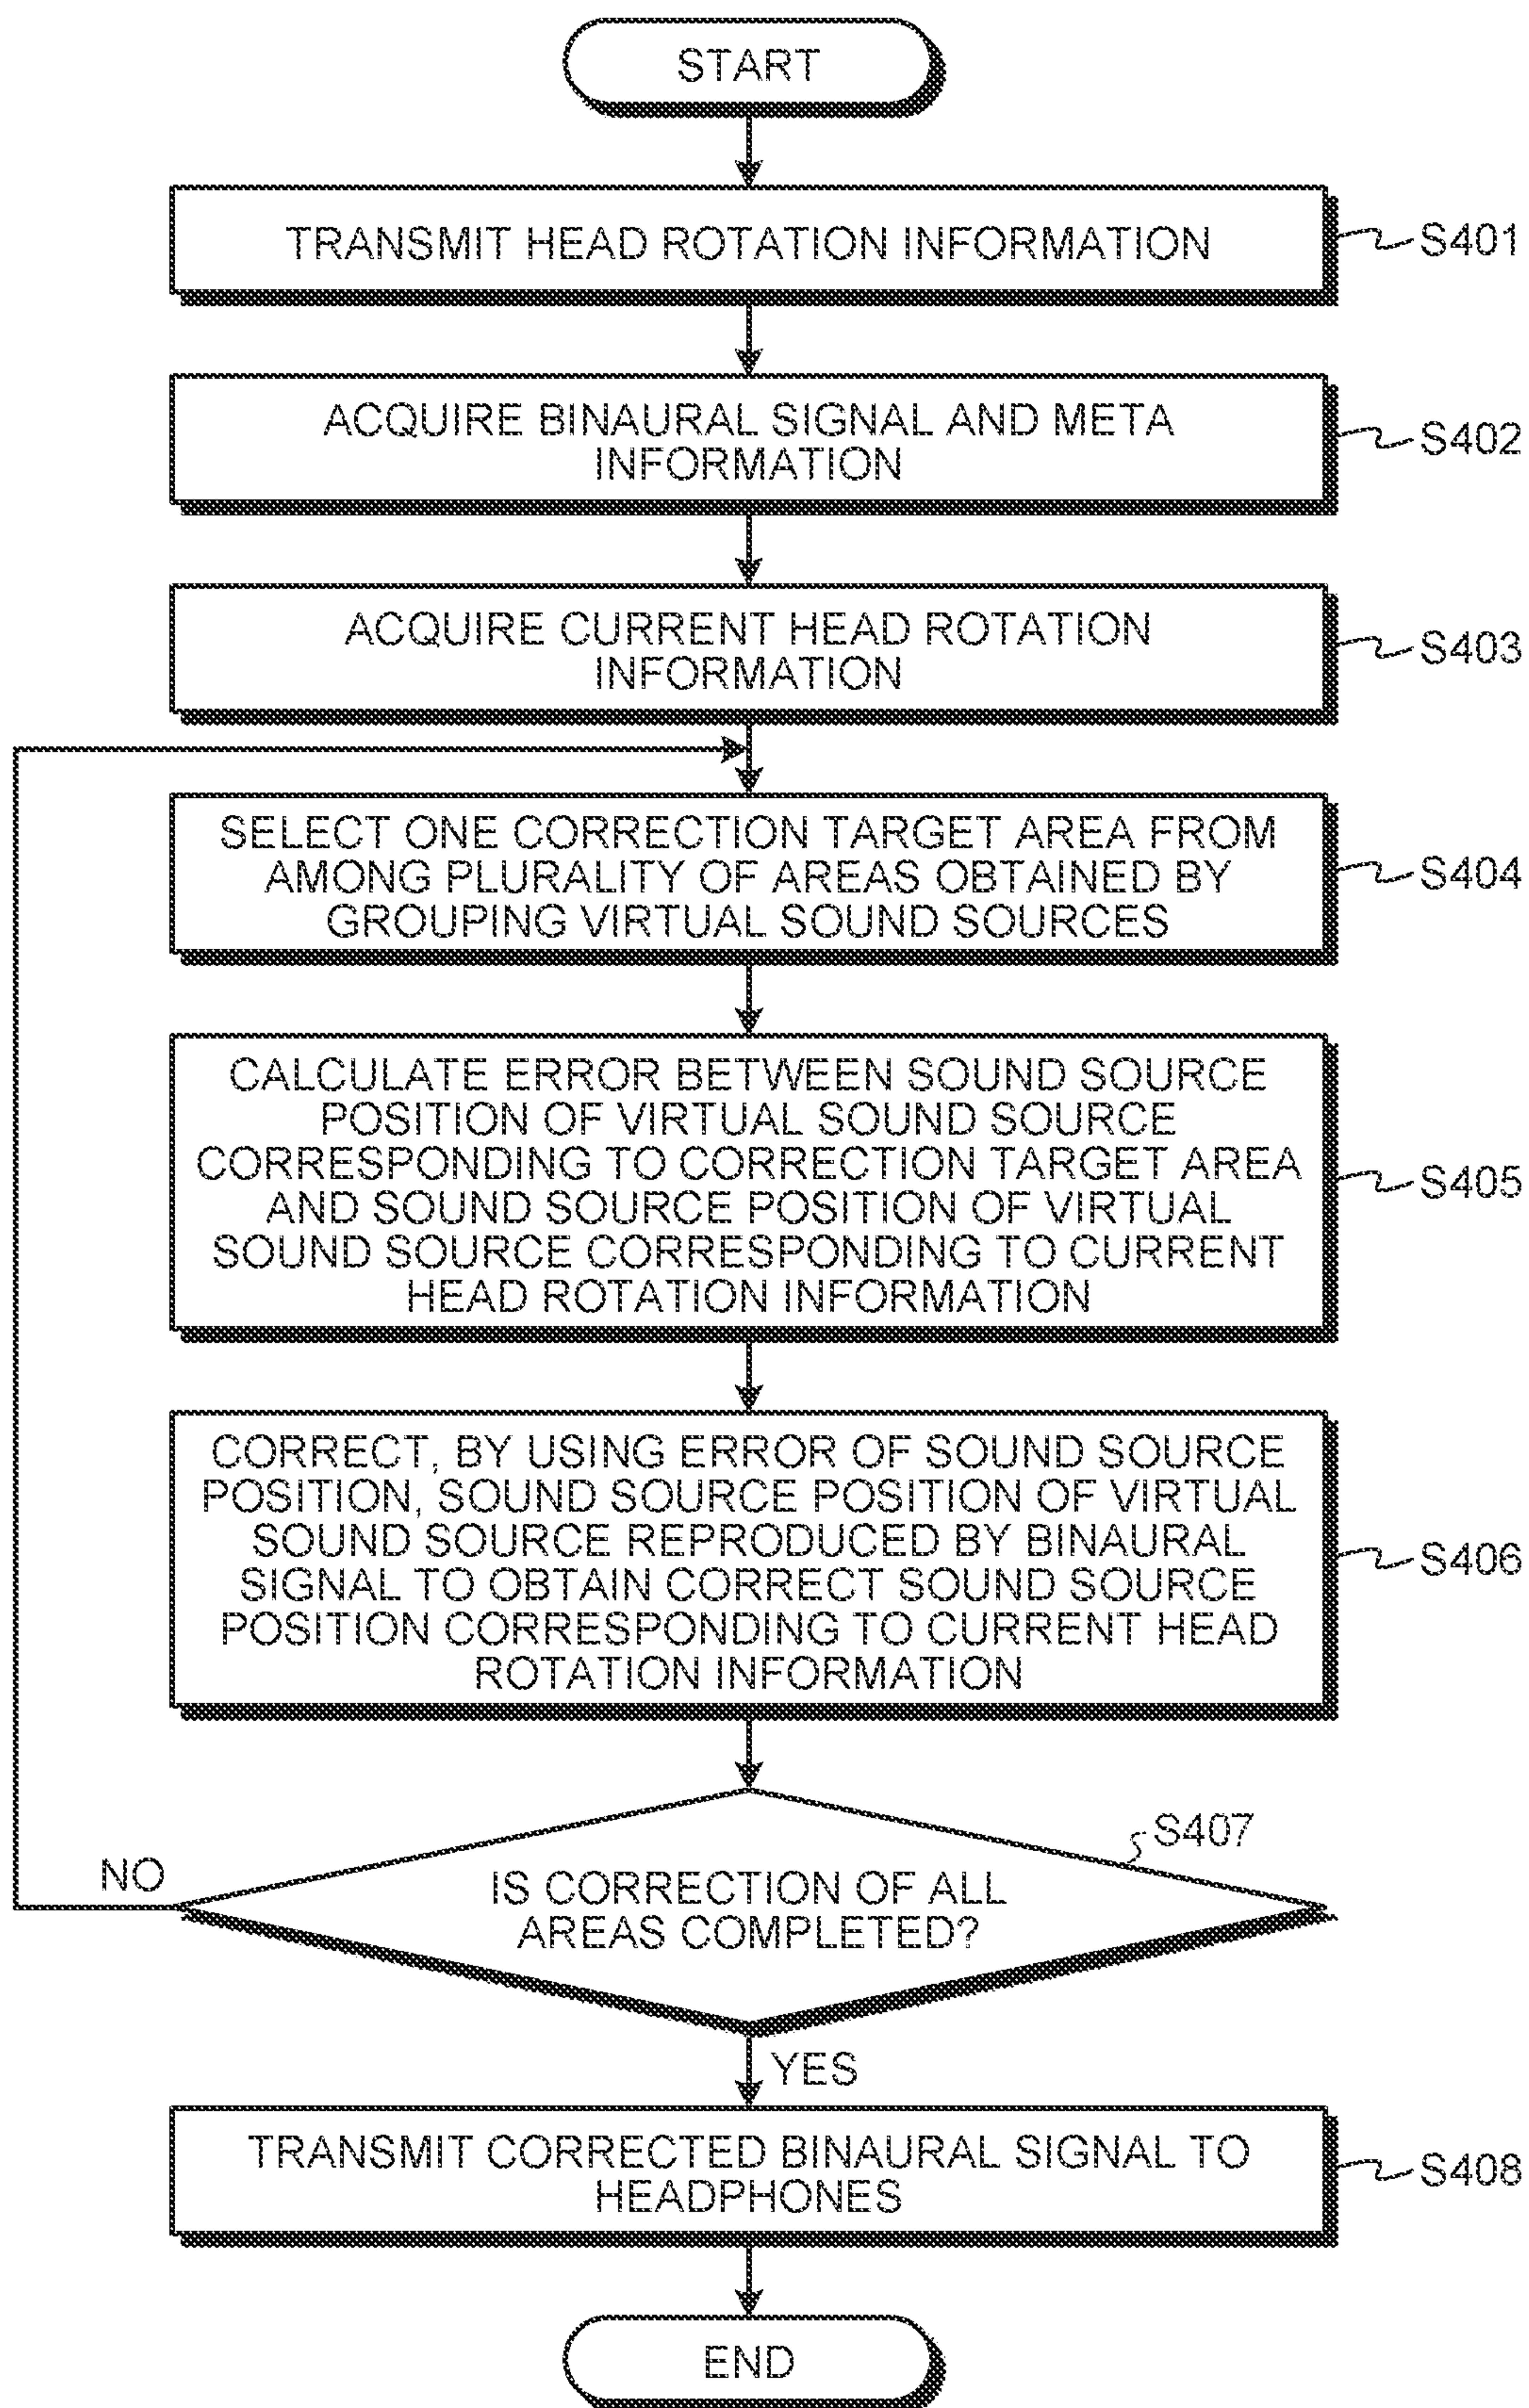 START
TRANSMIT HEAD ROTATION INFORMATION
S401
ACQUIRE BINAURAL SIGNAL AND META
INFORMATION
S402
ACQUIRE CURRENT HEAD ROTATION
INFORMATION
S403
SELECT ONE CORRECTION TARGET AREA FROM
AMONG PLURALITY OF AREAS OBTAINED BY
GROUPING VIRTUAL SOUND SOURCES
S404
CALCULATE ERROR BETWEEN SOUND SOURCE
POSITION OF VIRTUAL SOUND SOURCE
CORRESPONDING TO CORRECTION TARGET AREA
AND SOUND SOURCE POSITION OF VIRTUAL
SOUND SOURCE CORRESPONDING TO CURRENT
HEAD ROTATION INFORMATION
S405
CORRECT, BY USING ERROR OF SOUND SOURCE
POSITION, SOUND SOURCE POSITION OF VIRTUAL
SOUND SOURCE REPRODUCED BY BINAURAL
SIGNAL TO OBTAIN CORRECT SOUND SOURCE
POSITION CORRESPONDING TO CURRENT HEAD
ROTATION INFORMATION
S406
S407
NO
IS CORRECTION OF ALL
AREAS COMPLETED?
YES
TRANSMIT CORRECTED BINAURAL SIGNAL TO
HEADPHONES
S408
END